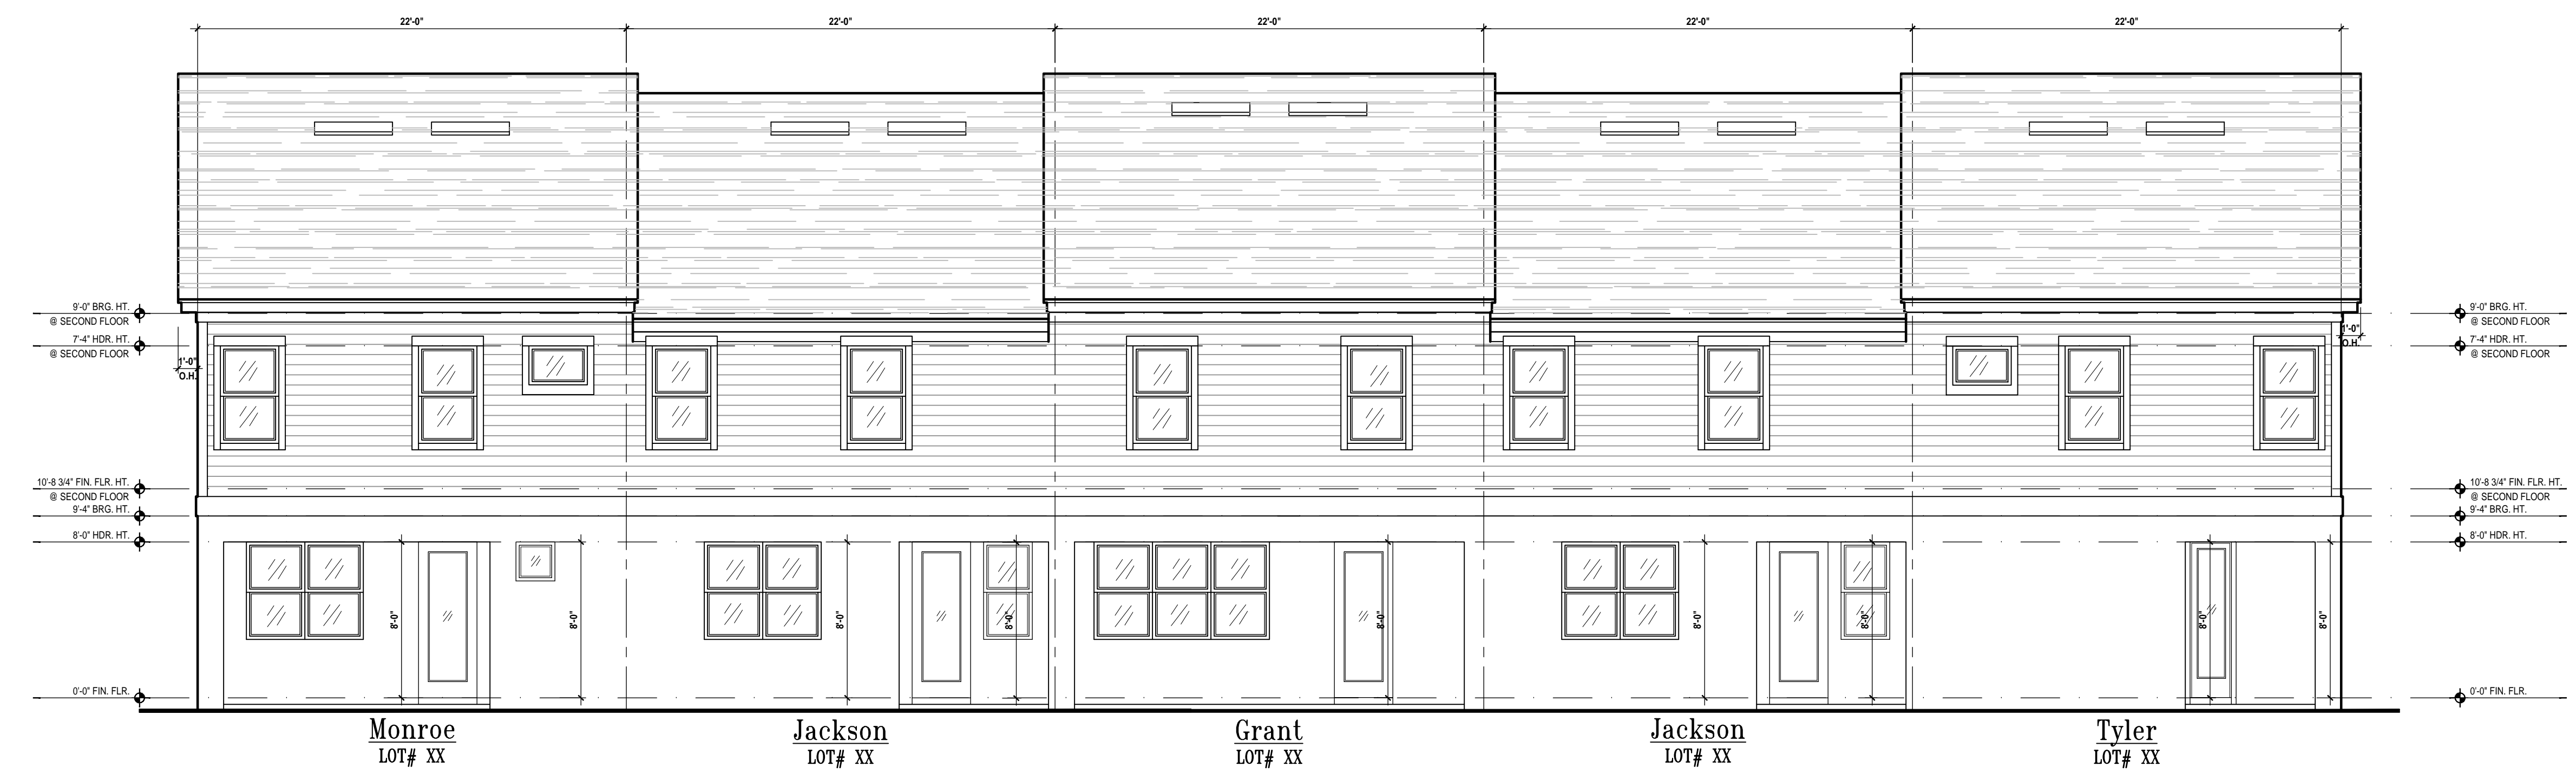 22'-0" 22'-0" 22'-0" 22'-0" 22'-0"
9'-0" BRG. HT. 9'-0" BRG. HT.
@ SECOND FLOOR @ SECOND FLOOR
1'-0"
7'-4" HDR. HT. 7'-4" HDR. HT.
O.H.
@ SECOND FLOOR @ SECOND FLOOR
1'-0"
O.H.
10'-8 3/4" FIN. FLR. HT. 10'-8 3/4" FIN. FLR. HT.
@ SECOND FLOOR @ SECOND FLOOR
9'-4" BRG. HT. 9'-4" BRG. HT.
8'-0" HDR. HT. 8'-0" HDR. HT.
8'-0" 8'-0" 8'-0" 8'-0" 8'-0" 8'-0" 8'-0" 8'-0" 8'-0"
0'-0" FIN. FLR. 0'-0" FIN. FLR.
Monroe Jackson Grant Jackson Tyler
LOT# XX LOT# XX LOT# XX LOT# XX LOT# XX